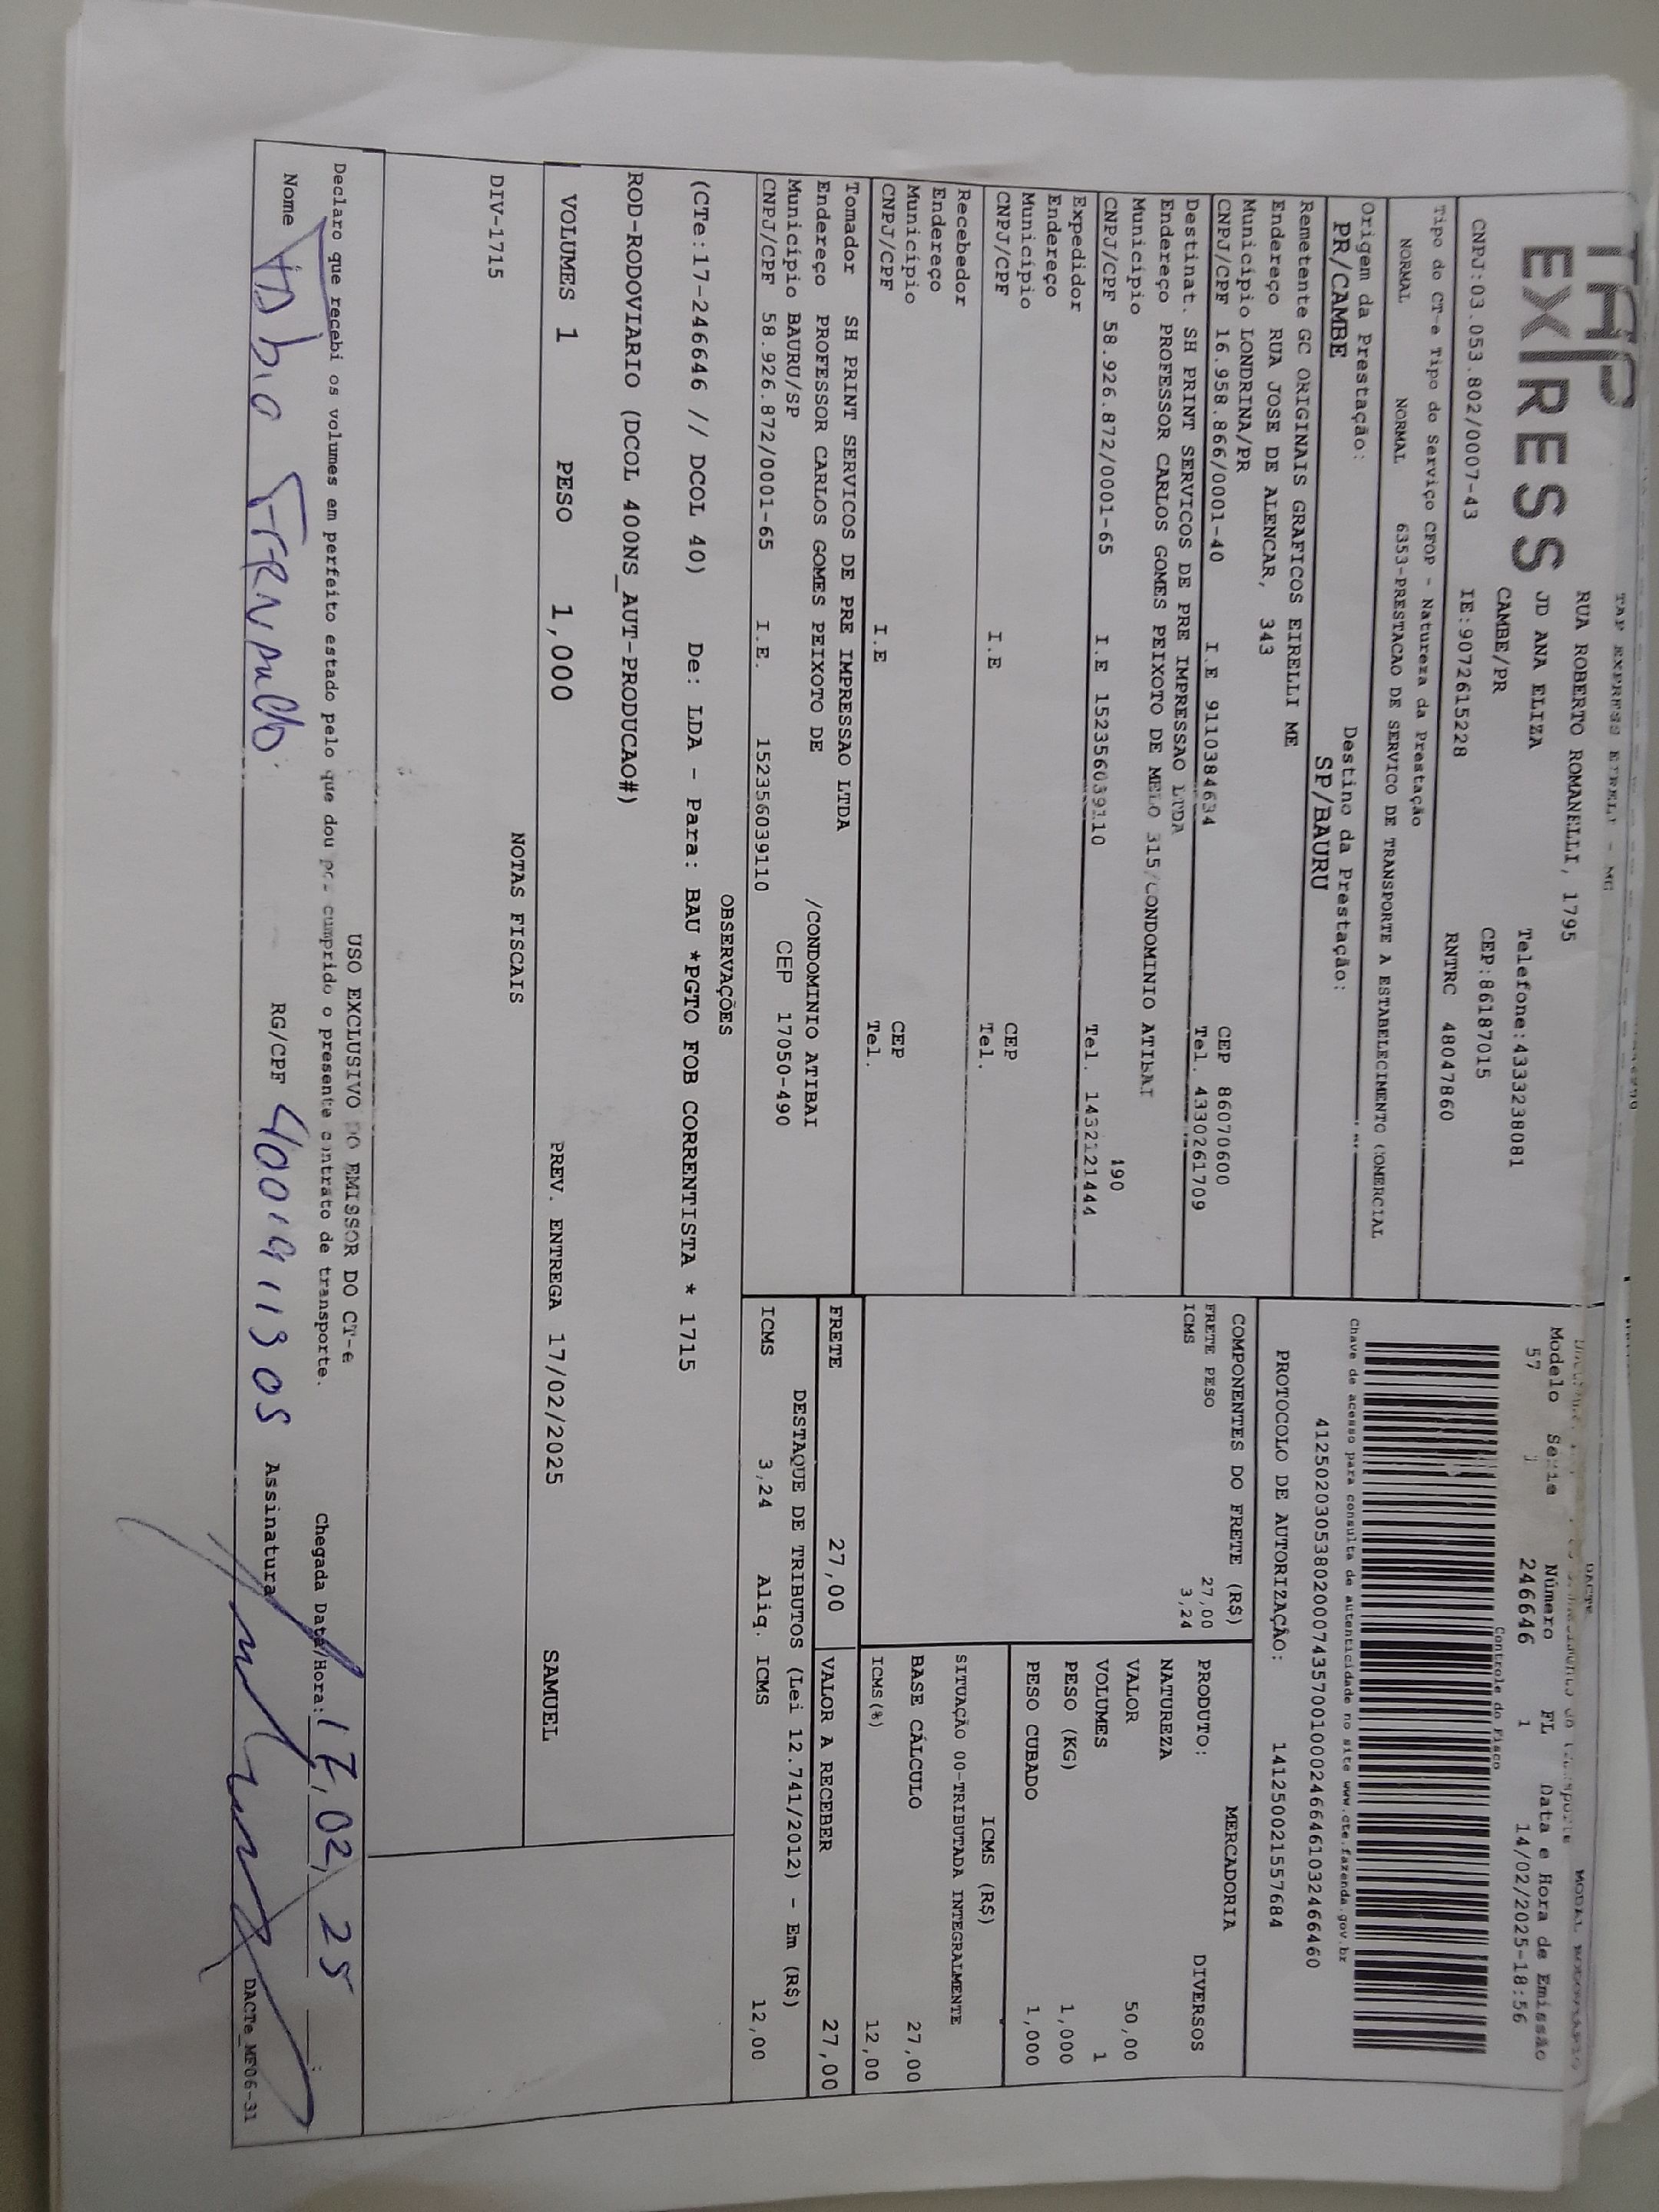 TAP EXPRESS
RUA ROBERTO ROMANELLI, 1795
JD ANA ELIZA Telefone:4333238081
CAMBE/PR CEP:86187015
CNPJ:03.053.802/0007-43 IE:9072615228 RNTRC 48047860
Tipo do CT-e Tipo do Serviço CFOP - Natureza da Prestação
NORMAL NORMAL 6353-PRESTACAO DE SERVICO DE TRANSPORTE A ESTABELECIMENTO COMERCIAL
Origem da Prestação: Destino da Prestação:
PR/CAMBE SP/BAURU
Remetente GC ORIGINAIS GRAFICOS EIRELLI ME
Endereço RUA JOSE DE ALENCAR, 343
Município LONDRINA/PR CEP 86070600
CNPJ/CPF 16.958.866/0001-40 I.E 9110384634 Tel. 4330261709
Destinat. SH PRINT SERVICOS DE PRE IMPRESSAO LTDA
Endereço PROFESSOR CARLOS GOMES PEIXOTO DE MELO 315/CONDOMINIO ATIBAI
Município 190
CNPJ/CPF 58.926.872/0001-65 I.E 152356039110 Tel. 1432121444
Expedidor
Endereço
Município CEP
CNPJ/CPF I.E Tel.
Recebedor
Endereço
Município CEP
CNPJ/CPF I.E Tel.
Tomador SH PRINT SERVICOS DE PRE IMPRESSAO LTDA
Endereço PROFESSOR CARLOS GOMES PEIXOTO DE /CONDOMINIO ATIBAI
Município BAURU/SP CEP 17050-490
CNPJ/CPF 58.926.872/0001-65 I.E. 152356039110
DACTE
Modelo Serie Número FL Data e Hora de Emissão
57 246646 1 14/02/2025-18:56
Controle do Fisco
Chave de acesso para consulta de autenticidade no site www.cte.fazenda.gov.br
41250203053802000743570010002466461032466460
PROTOCOLO DE AUTORIZAÇÃO: 141250021557684
COMPONENTES DO FRETE (R$)
FRETE PESO 27,00
ICMS 3,24
MERCADORIA
PRODUTO: DIVERSOS
NATUREZA
VALOR 50,00
VOLUMES 1
PESO (KG) 1,000
PESO CUBADO 1,000
ICMS (R$)
SITUAÇÃO 00-TRIBUTADA INTEGRALMENTE
BASE CÁLCULO 27,00
ICMS(%) 12,00
FRETE 27,00 VALOR A RECEBER 27,00
DESTAQUE DE TRIBUTOS (Lei 12.741/2012) - Em (R$)
ICMS 3,24 Aliq. ICMS 12,00
OBSERVAÇÕES
(CTe:17-246646 // DCOL 40) De: LDA - Para: BAU *PGTO FOB CORRENTISTA * 1715
ROD-RODOVIARIO (DCOL 400NS_AUT-PRODUCAO#)
VOLUMES 1 PESO 1,000 PREV. ENTREGA 17/02/2025 SAMUEL
NOTAS FISCAIS
DIV-1715
USO EXCLUSIVO DO EMISSOR DO CT-e
Declaro que recebi os volumes em perfeito estado pelo que dou por cumprido o presente contrato de transporte.
Chegada Data/Hora: 17,02, 25
Nome Fabio Fernando RG/CPF Assinatura
DACTe_MF06-31